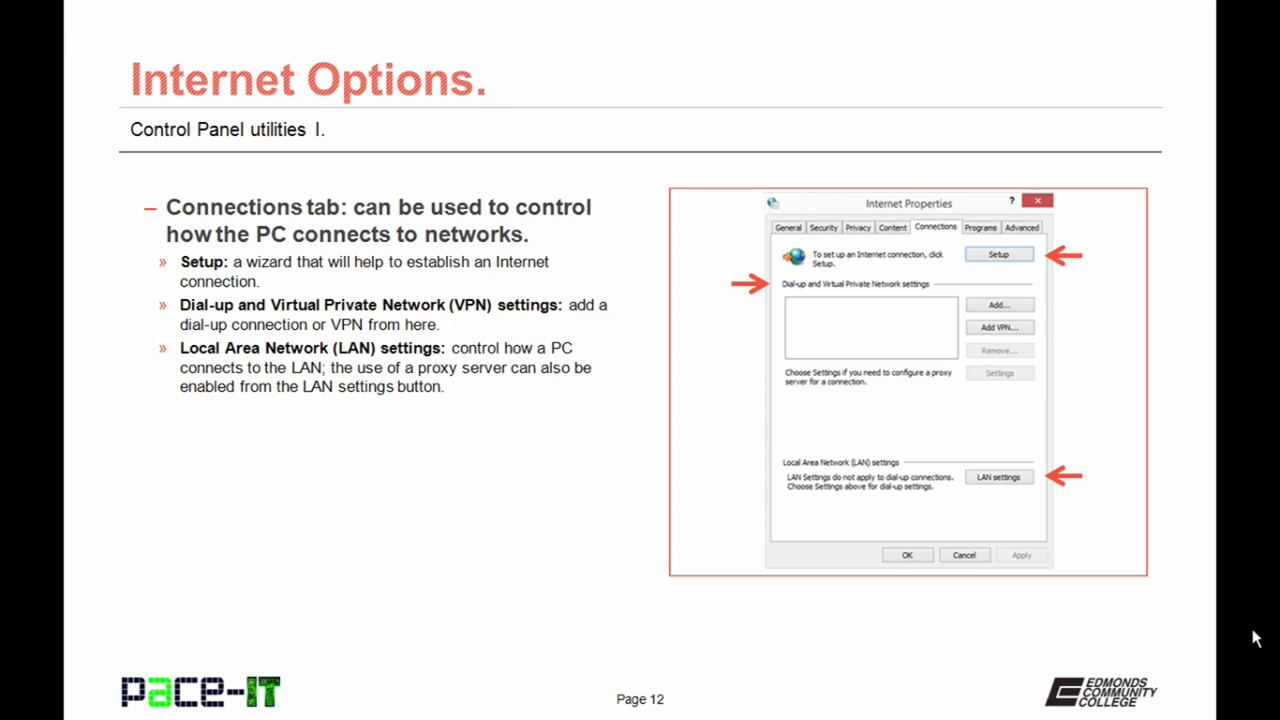 Internet Options.
Control Panel utilities I.
– Connections tab: can be used to control
how the PC connects to networks.
» Setup: a wizard that will help to establish an Internet
connection.
» Dial-up and Virtual Private Network (VPN) settings: add a
dial-up connection or VPN from here.
» Local Area Network (LAN) settings: control how a PC
connects to the LAN; the use of a proxy server can also be
enabled from the LAN settings button.
Internet Properties
General Security Privacy Content Connections Programs Advanced
To set up an Internet connection, click
Setup.
Setup
Dial-up and Virtual Private Network settings
Add...
Add VPN...
Remove...
Choose Settings if you need to configure a proxy
server for a connection.
Settings
Local Area Network (LAN) settings
LAN Settings do not apply to dial-up connections.
Choose Settings above for dial-up settings.
LAN settings
OK Cancel Apply
pace-IT
Page 12
EDMONDS
COMMUNITY
COLLEGE